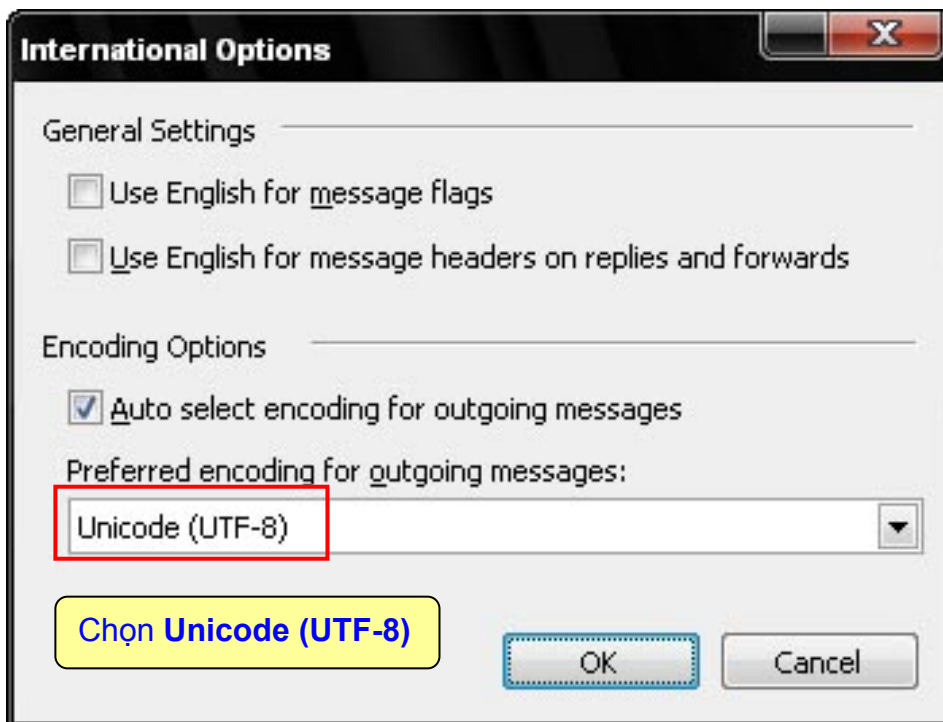 International Options
General Settings
Use English for message flags
Use English for message headers on replies and forwards
Encoding Options
Auto select encoding for outgoing messages
Preferred encoding for outgoing messages:
Unicode (UTF-8)
Chọn Unicode (UTF-8)
OK
Cancel